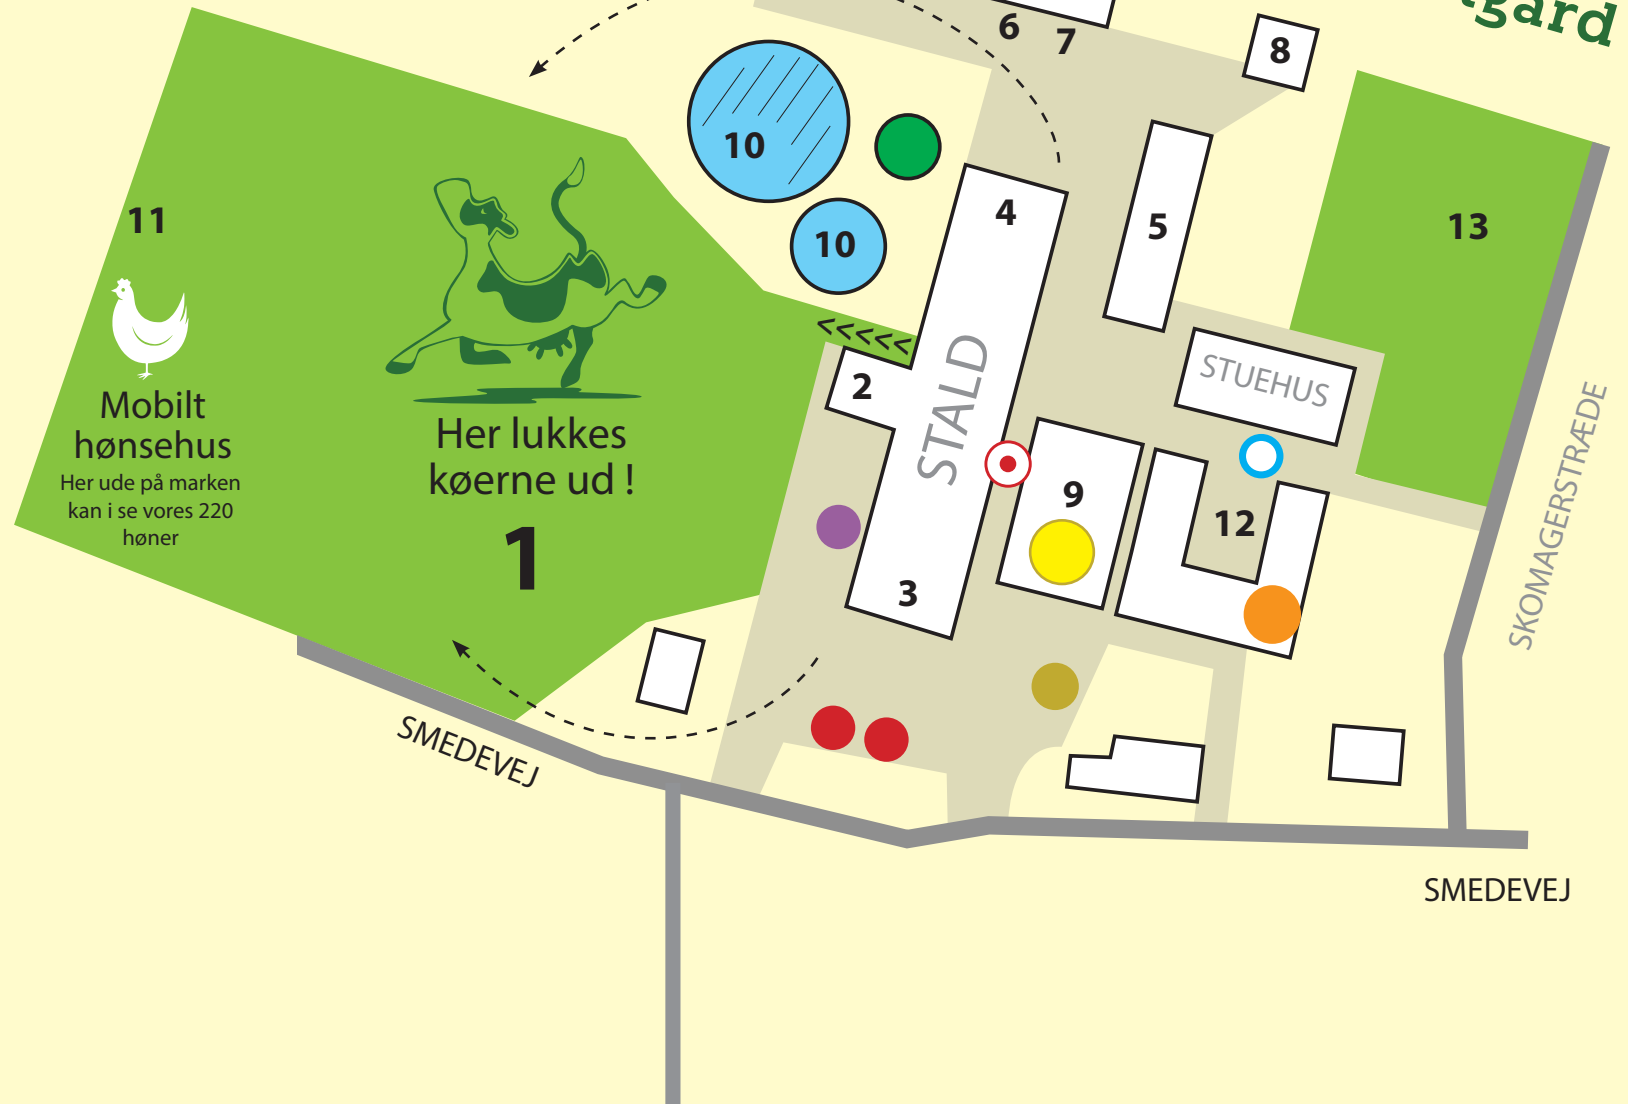 6
7
8
10
10
4
5
13
11
STALD
2
STUEHUS
Mobilt
hønsehus
Her ude på marken
kan i se vores 220
høner
Her lukkes
køerne ud !
1
9
12
3
SKOMAGERSTRÆDE
SMEDEVEJ
SMEDEVEJ